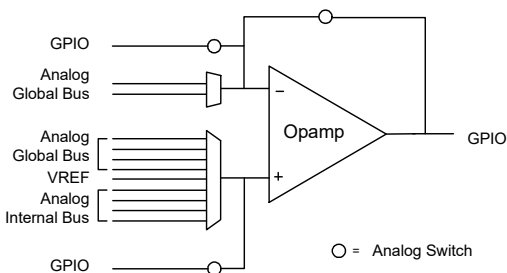 GPIO
Analog
Global Bus
Analog
Global Bus
VREF
Analog
Internal Bus
GPIO
−
+
Opamp
GPIO
= Analog Switch